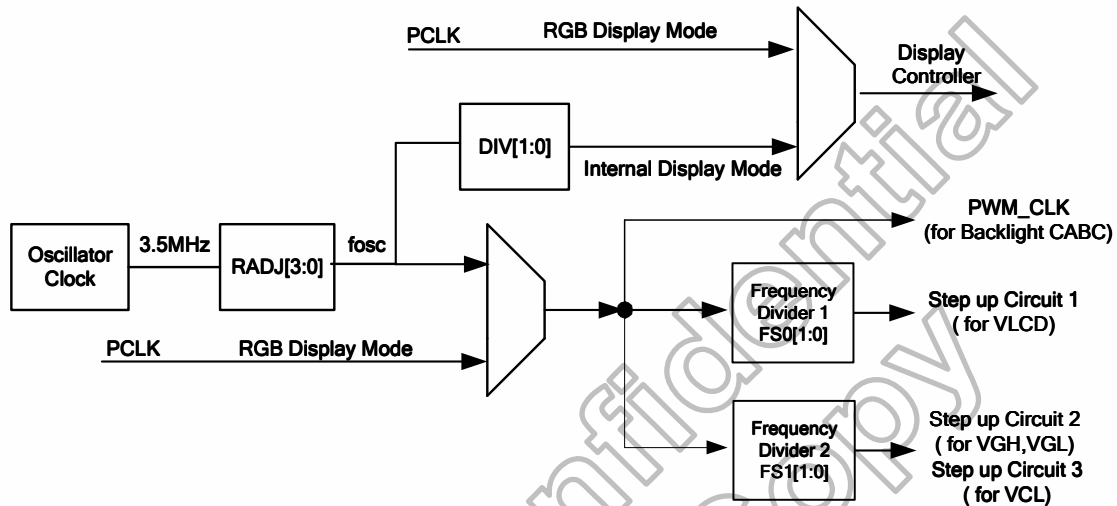 PCLK
RGB Display Mode
Display
Controller
DIV[1:0]
Internal Display Mode
Oscillator
Clock
3.5MHz
RADJ[3:0]
fosc
PWM_CLK
(for Backlight CABC)
Frequency
Divider 1
FS0[1:0]
Step up Circuit 1
( for VLCD)
PCLK
RGB Display Mode
Frequency
Divider 2
FS1[1:0]
Step up Circuit 2
( for VGH,VGL)
Step up Circuit 3
( for VCL)
nfidential
Copy